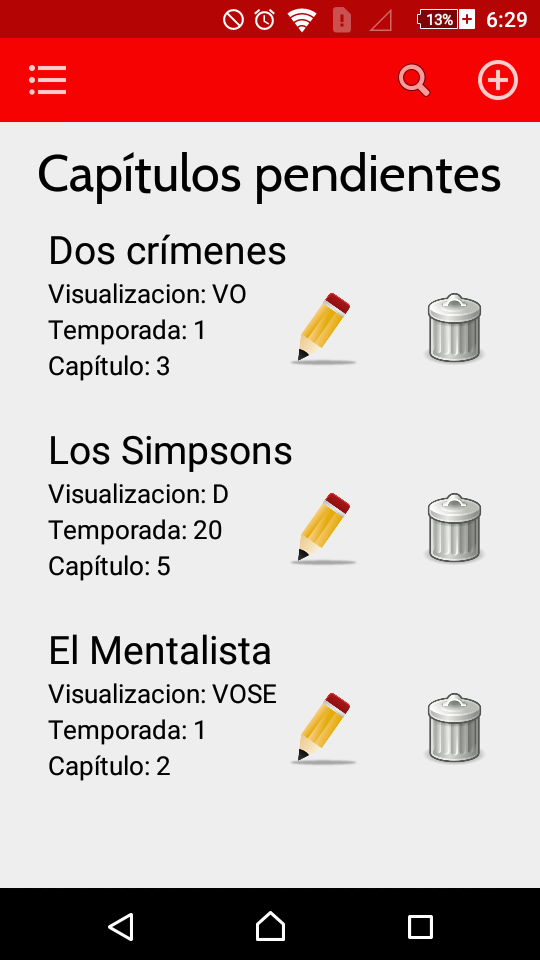 13%
6:29
Capítulos pendientes
Dos crímenes
Visualizacion: VO
Temporada: 1
Capítulo: 3
Los Simpsons
Visualizacion: D
Temporada: 20
Capítulo: 5
El Mentalista
Visualizacion: VOSE
Temporada: 1
Capítulo: 2